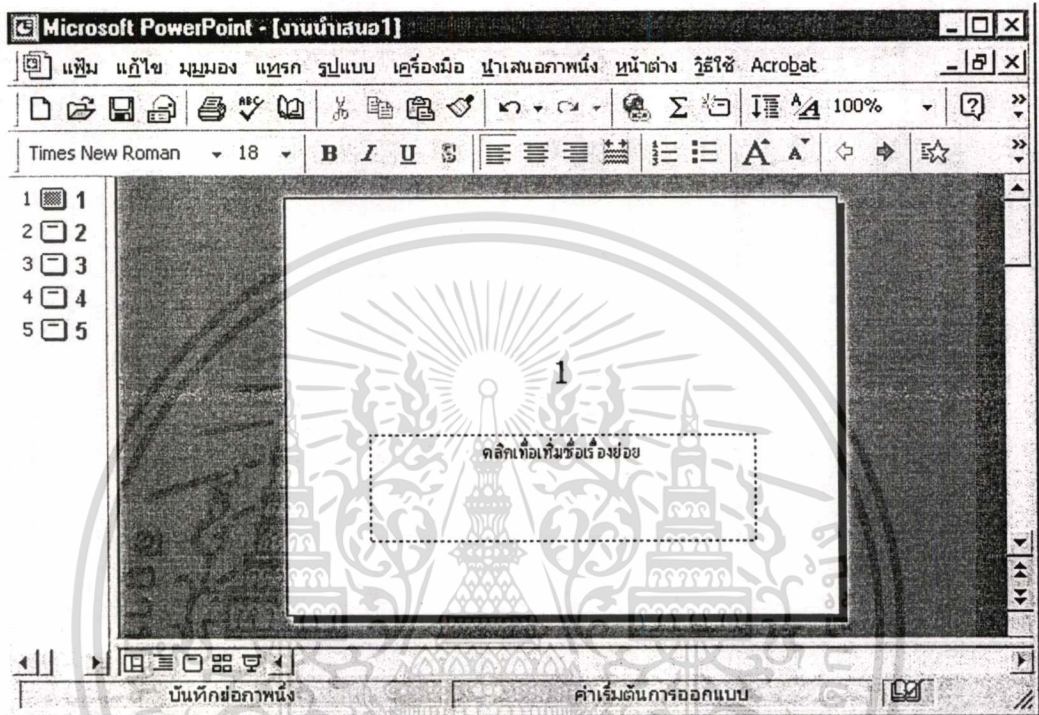 Microsoft PowerPoint - [งานนำเสนอ1]
แฟ้ม แก้ไข มุมมอง แทรก รูปแบบ เครื่องมือ นำเสนอภาพนิ่ง หน้าต่าง วิธีใช้ Acrobat
100%
Times New Roman 18 B I U S A A
1 1
2 2
3 3
4 4
5 5
1
คลิกเพื่อเพิ่มชื่อเรื่องย่อย
บันทึกย่อภาพนิ่ง ค่าเริ่มต้นการออกแบบ